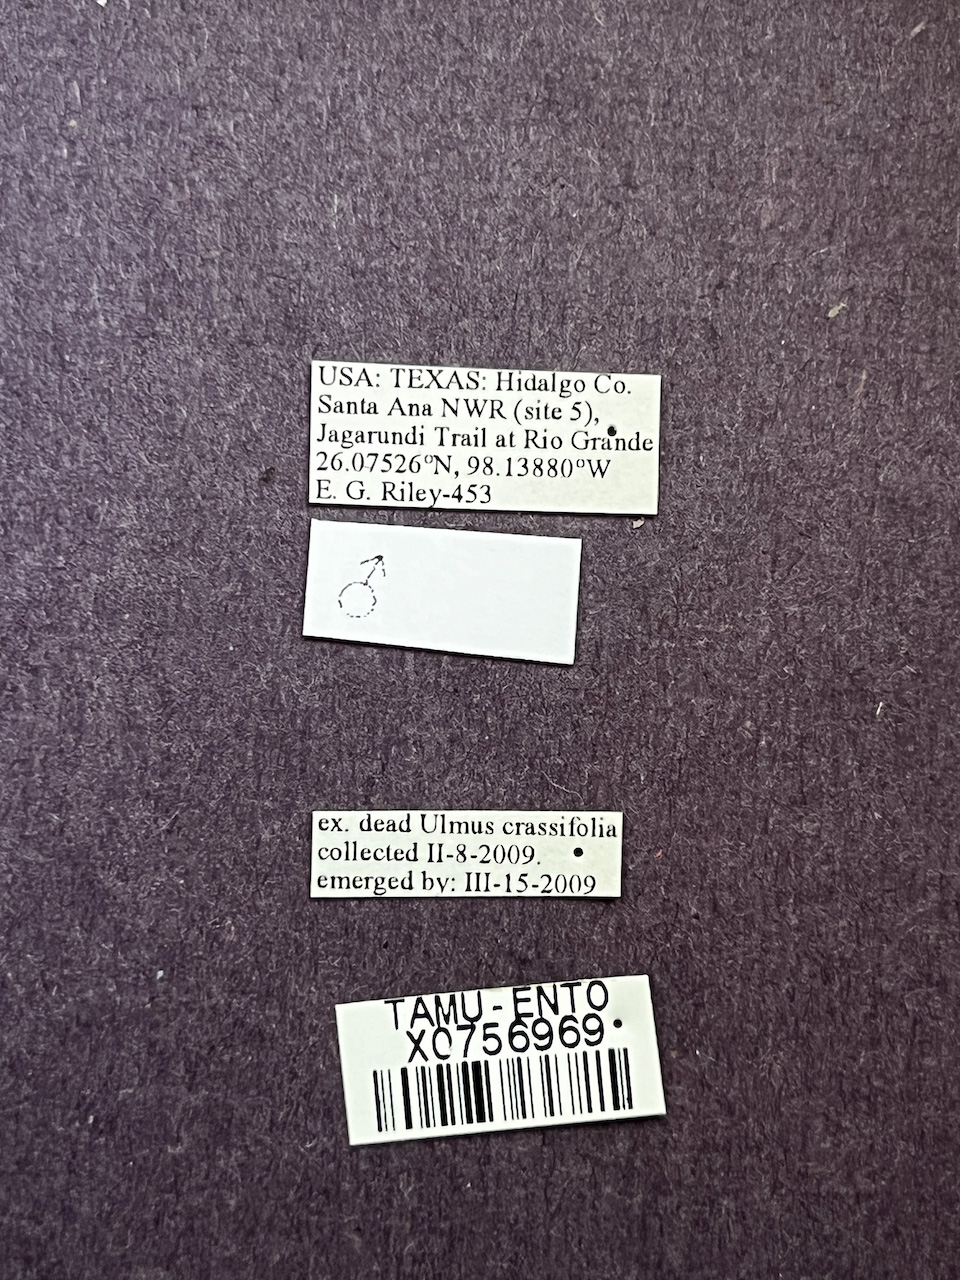 USA: TEXAS: Hidalgo Co.
Santa Ana NWR (site 5),
Jagarundi Trail at Rio Grande
26.07526°N, 98.13880°W
E. G. Riley-453
♂
ex. dead Ulmus crassifolia
collected II-8-2009.
emerged by: III-15-2009
TAMU-ENTO
X0756969